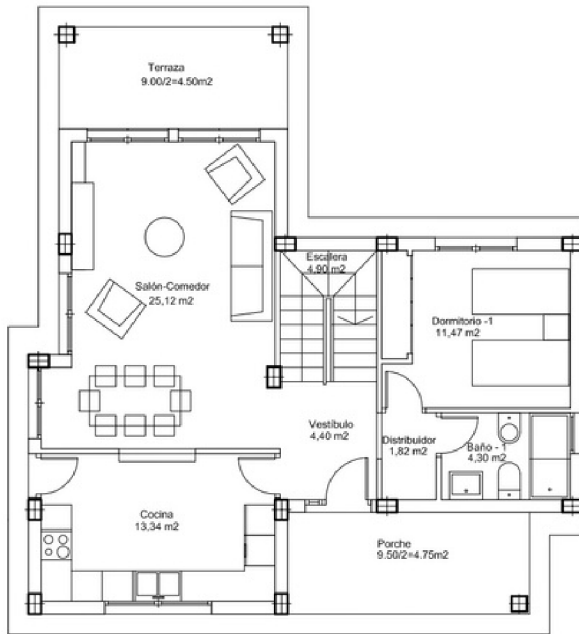 Terraza
9.00/2=4.50m2
Escalera
4,90 m2
Salón-Comedor
25,12 m2
Dormitorio -1
11,47 m2
Vestíbulo
4,40 m2
Distribuidor
1,82 m2
Baño - 1
4,30 m2
Cocina
13,34 m2
Porche
9.50/2=4.75m2